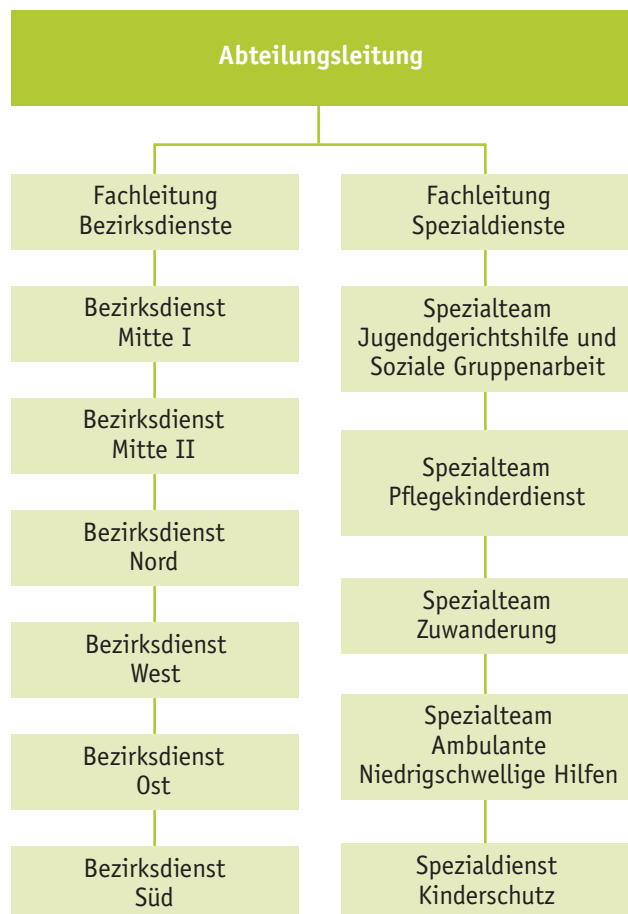 Abteilungsleitung
Fachleitung
Bezirksdienste
Bezirksdienst
Mitte I
Bezirksdienst
Mitte II
Bezirksdienst
Nord
Bezirksdienst
West
Bezirksdienst
Ost
Bezirksdienst
Süd
Fachleitung
Spezialdienste
Spezialteam
Jugendgerichtshilfe und
Soziale Gruppenarbeit
Spezialteam
Pflegekinderdienst
Spezialteam
Zuwanderung
Spezialteam
Ambulante
Niedrigschwellige Hilfen
Spezialdienst
Kinderschutz